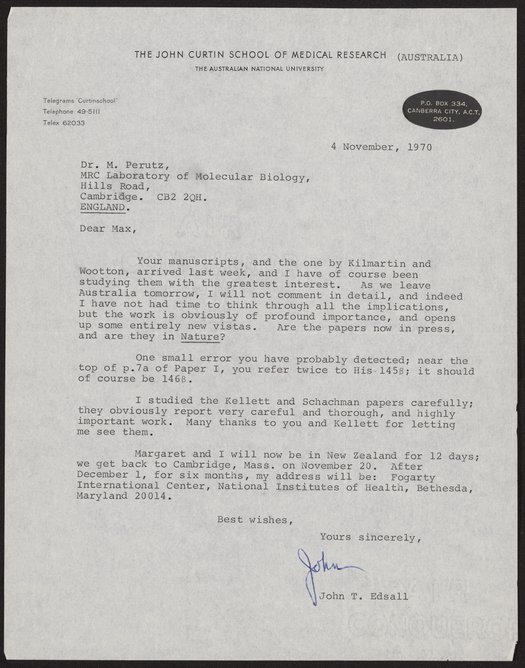 THE JOHN CURTIN SCHOOL OF MEDICAL RESEARCH (AUSTRALIA)
THE AUSTRALIAN NATIONAL UNIVERSITY
Telegrams 'Curtinschool'
Telephone 49-5111
Telex 62033
P.O. BOX 334,
CANBERRA CITY, A.C.T.
2601.
4 November, 1970
Dr. M. Perutz,
MRC Laboratory of Molecular Biology,
Hills Road,
Cambridge. CB2 2QH.
ENGLAND.
Dear Max,
Your manuscripts, and the one by Kilmartin and
Wootton, arrived last week, and I have of course been
studying them with the greatest interest. As we leave
Australia tomorrow, I will not comment in detail, and indeed
I have not had time to think through all the implications,
but the work is obviously of profound importance, and opens
up some entirely new vistas. Are the papers now in press,
and are they in Nature?
One small error you have probably detected; near the
top of p.7a of Paper I, you refer twice to His-145β; it should
of course be 146β.
I studied the Kellett and Schachman papers carefully;
they obviously report very careful and thorough, and highly
important work. Many thanks to you and Kellett for letting
me see them.
Margaret and I will now be in New Zealand for 12 days;
we get back to Cambridge, Mass. on November 20. After
December 1, for six months, my address will be: Fogarty
International Center, National Institutes of Health, Bethesda,
Maryland 20014.
Best wishes,
Yours sincerely,
John
John T. Edsall